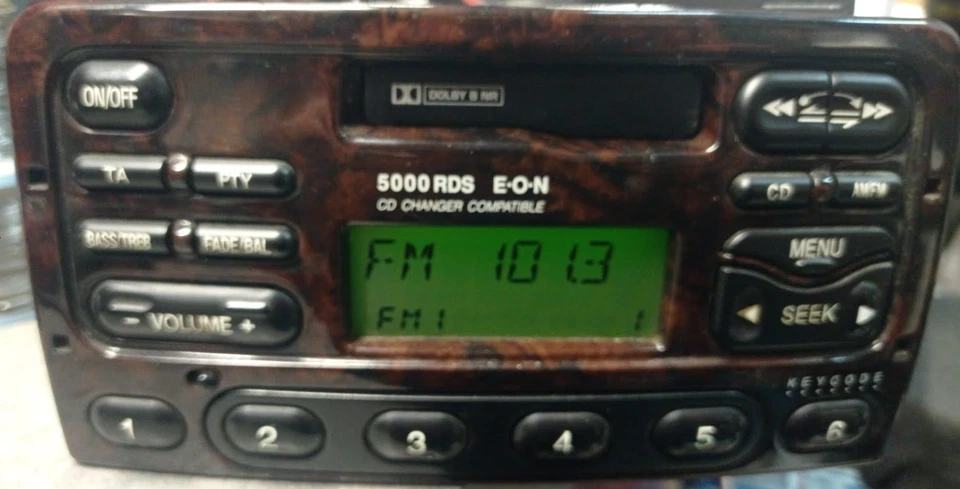 ON/OFF
DOLBY B NR
TA
PTY
5000 RDS E·O·N
CD CHANGER COMPATIBLE
CD
AM/FM
BASS/TREB
FADE/BAL
MENU
FM 101.3
FM1 1
- VOLUME +
SEEK
KEYCODE
1 2 3 4 5 6